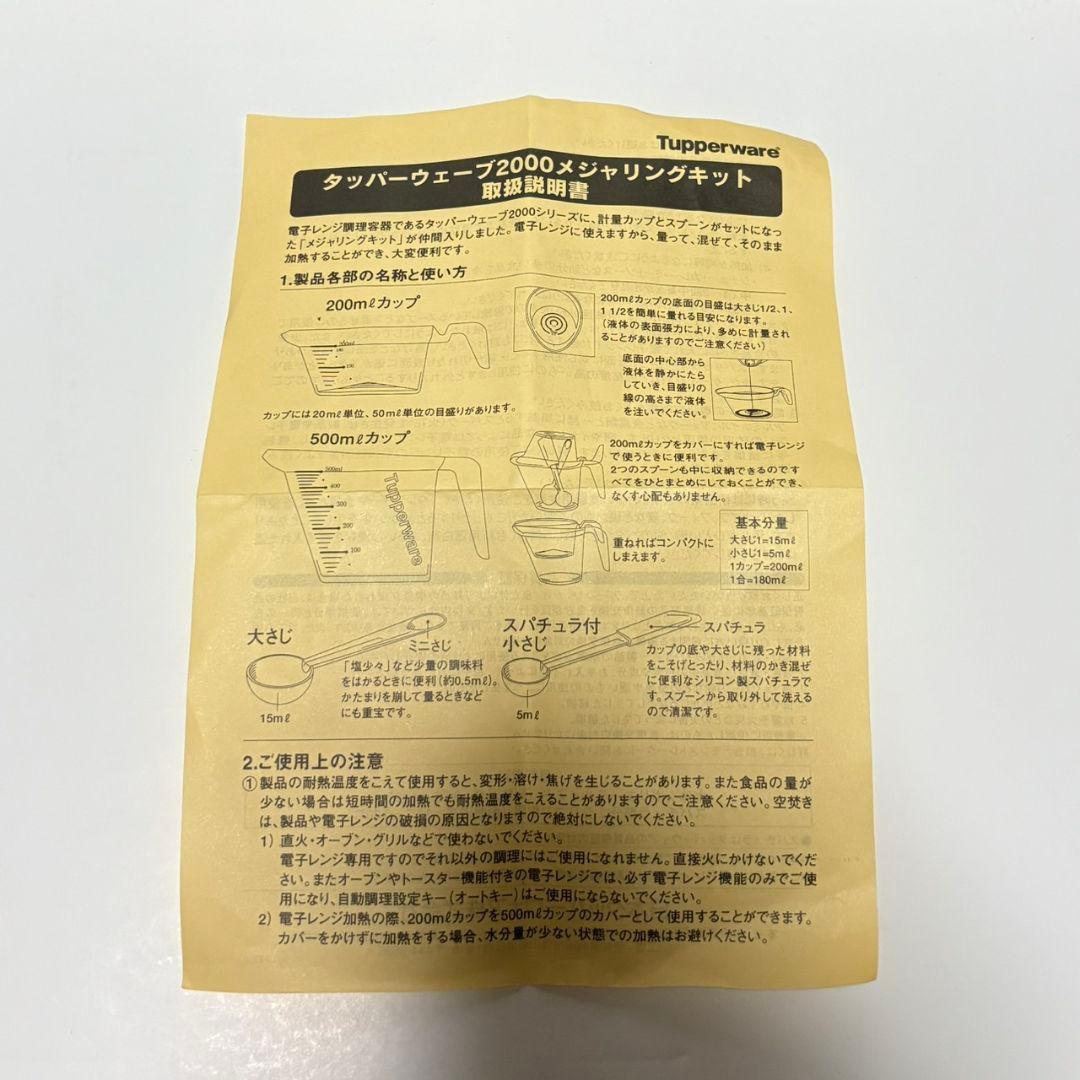 Tupperware
タッパーウェーブ2000メジャリングキット
取扱説明書
電子レンジ調理容器であるタッパーウェーブ2000シリーズに、計量カップとスプーンがセットになっ
た「メジャリングキット」が仲間入りしました。電子レンジに使えますから、量って、混ぜて、そのまま
加熱することができ、大変便利です。
1.製品各部の名称と使い方
200mℓカップ
200ml
100
カップには20mℓ単位、50mℓ単位の目盛りがあります。
200mℓカップの底面の目盛は大さじ1/2、1、
1 1/2を簡単に量れる目安になります。
(液体の表面張力により、多めに計量され
ることがありますのでご注意ください)
底面の中心部から
液体を静かにたら
していき、目盛りの
線の高さまで液体
を注いでください。
500mℓカップ
500ml
400
300
200
100
Tupperware
200mℓカップをカバーにすれば電子レンジ
で使うときに便利です。
2つのスプーンも中に収納できるのです
べてをひとまとめにしておくことができ、
なくす心配もありません。
重ねればコンパクトに
しまえます。
基本分量
大さじ1=15mℓ
小さじ1=5mℓ
1カップ=200mℓ
1合=180mℓ
大さじ
ミニさじ
「塩少々」など少量の調味料
をはかるときに便利(約0.5mℓ)。
かたまりを崩して量るときなど
にも重宝です。
15mℓ
スパチュラ付
小さじ
5mℓ
スパチュラ
カップの底や大さじに残った材料
をこそげとったり、材料のかき混ぜ
に便利なシリコン製スパチュラで
す。スプーンから取り外して洗える
ので清潔です。
2.ご使用上の注意
①製品の耐熱温度をこえて使用すると、変形・溶け・焦げを生じることがあります。また食品の量が
少ない場合は短時間の加熱でも耐熱温度をこえることがありますのでご注意ください。空焚き
は、製品や電子レンジの破損の原因となりますので絶対にしないでください。
1) 直火・オーブン・グリルなどで使わないでください。
電子レンジ専用ですのでそれ以外の調理にはご使用になれません。直接火にかけないでくだ
さい。またオーブンやトースター機能付きの電子レンジでは、必ず電子レンジ機能のみでご使
用になり、自動調理設定キー(オートキー)はご使用にならないでください。
2) 電子レンジ加熱の際、200mℓカップを500mℓカップのカバーとして使用することができます。
カバーをかけずに加熱をする場合、水分量が少ない状態での加熱はお避けください。